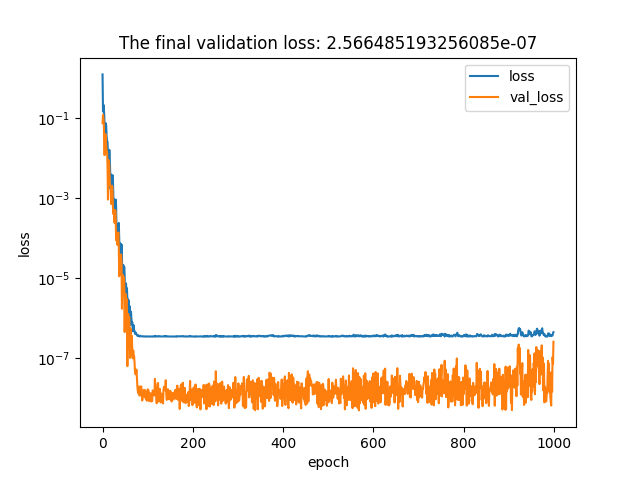 The final validation loss: 2.566485193256085e-07
loss
val_loss
10⁻¹
10⁻³
10⁻⁵
10⁻⁷
loss
0
200
400
600
800
1000
epoch